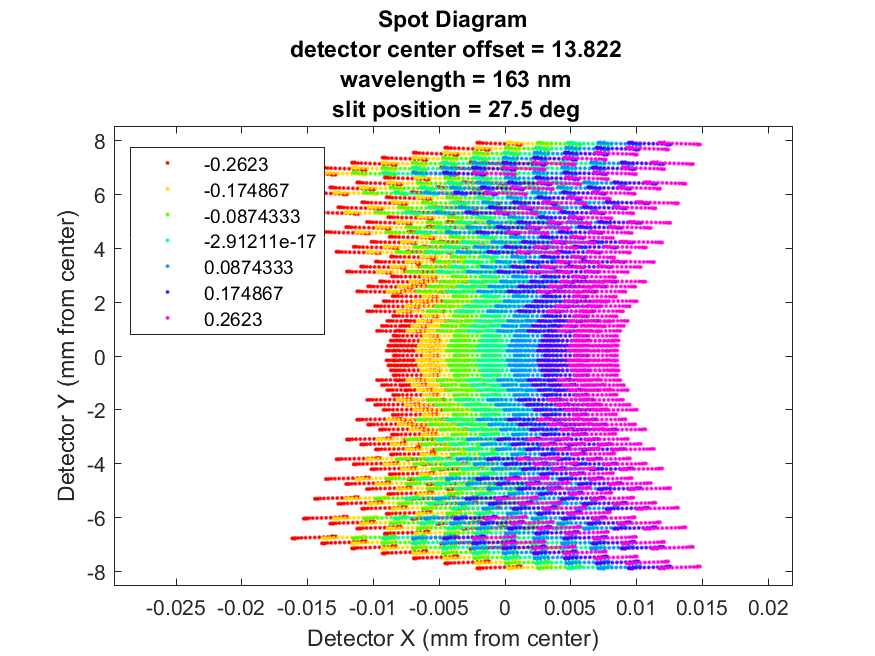 Spot Diagram
detector center offset = 13.822
wavelength = 163 nm
slit position = 27.5 deg
8
6
4
2
0
-2
-4
-6
-8
Detector Y (mm from center)
-0.2623
-0.174867
-0.0874333
-2.91211e-17
0.0874333
0.174867
0.2623
-0.025 -0.02 -0.015 -0.01 -0.005 0 0.005 0.01 0.015 0.02
Detector X (mm from center)